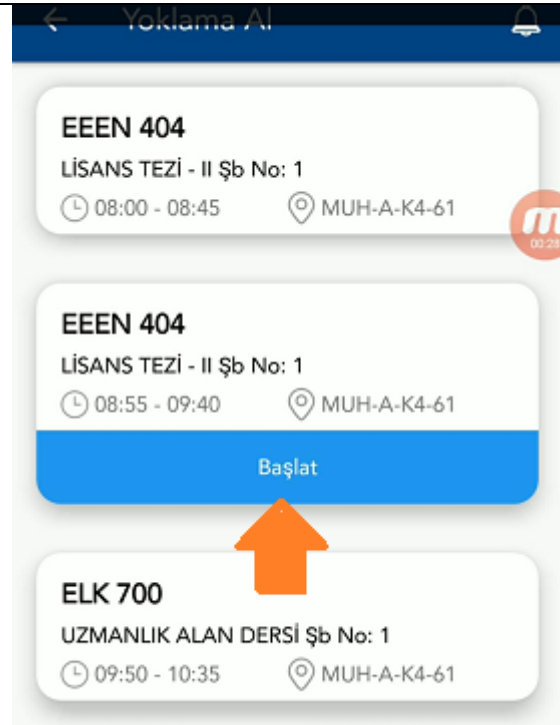 Yoklama Al
EEEN 404
LİSANS TEZİ - II Şb No: 1
08:00 - 08:45 MUH-A-K4-61
00:28
EEEN 404
LİSANS TEZİ - II Şb No: 1
08:55 - 09:40 MUH-A-K4-61
Başlat
ELK 700
UZMANLIK ALAN DERSİ Şb No: 1
09:50 - 10:35 MUH-A-K4-61